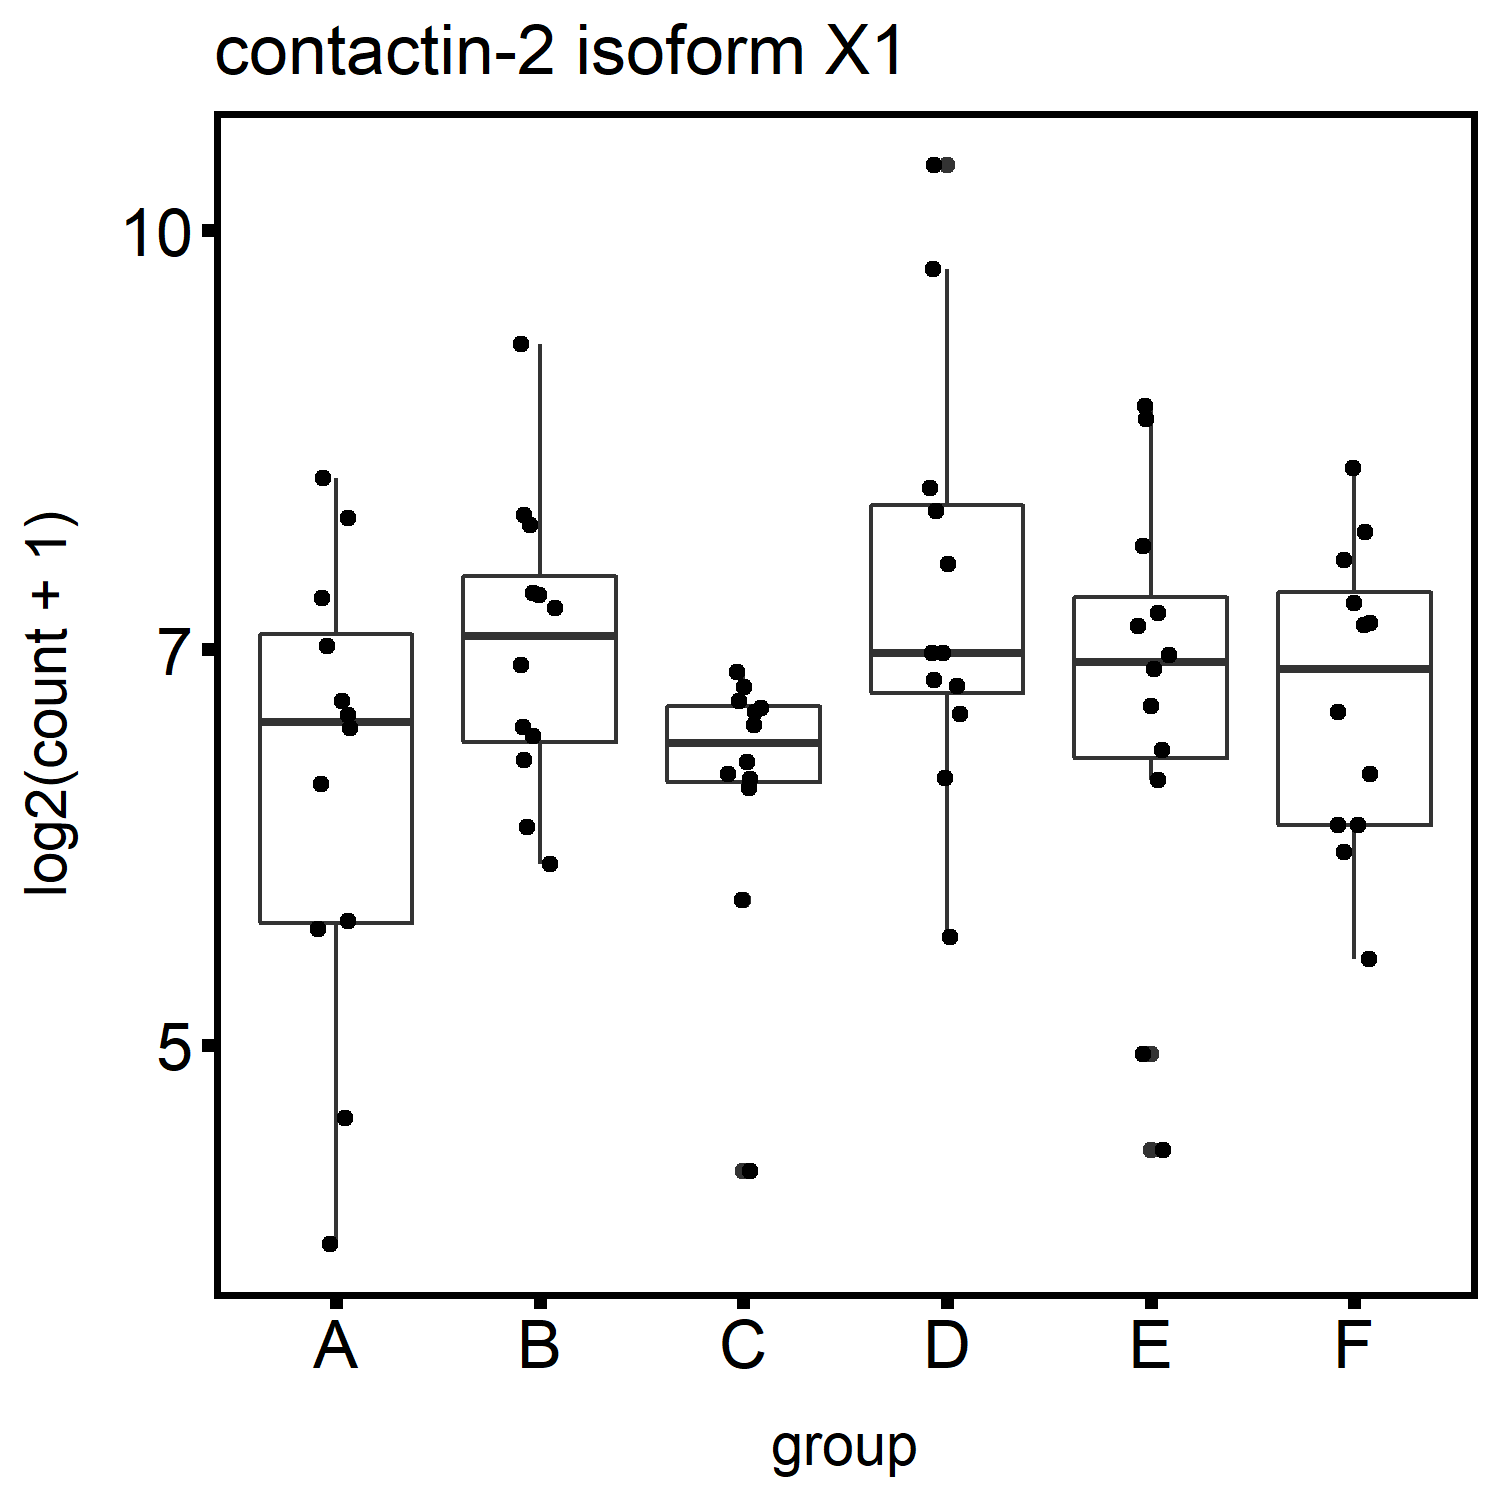 contactin-2 isoform X1
log2(count + 1)
10
7
5
A B C D E F
group